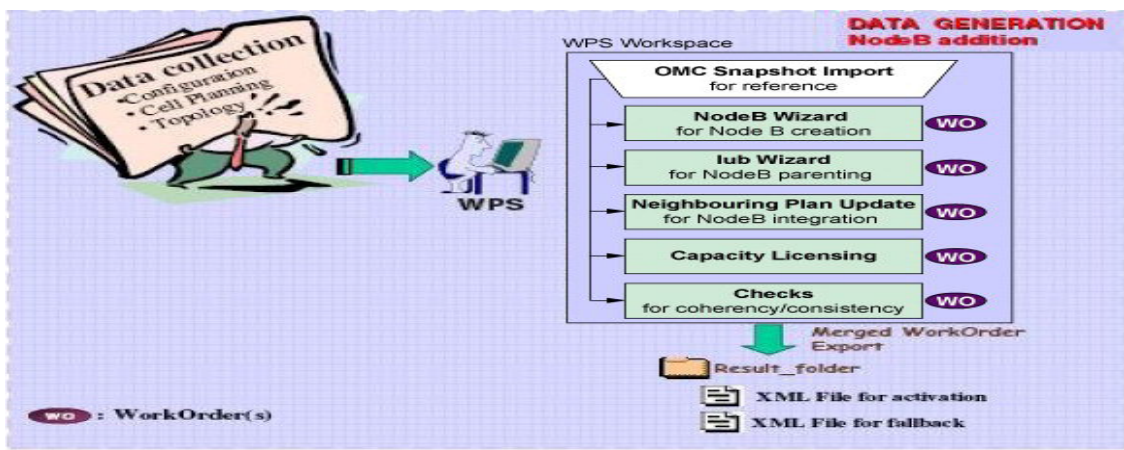 DATA GENERATION
NodeB addition
Data collection
•Configuration
•Cell Planning
•Topology
WPS
WPS Workspace
OMC Snapshot Import
for reference
NodeB Wizard
for Node B creation
WO
Iub Wizard
for NodeB parenting
WO
Neighbouring Plan Update
for NodeB integration
WO
Capacity Licensing
WO
Checks
for coherency/consistency
WO
Merged WorkOrder
Export
Result_folder
XML File for activation
XML File for fallback
WO : WorkOrder(s)